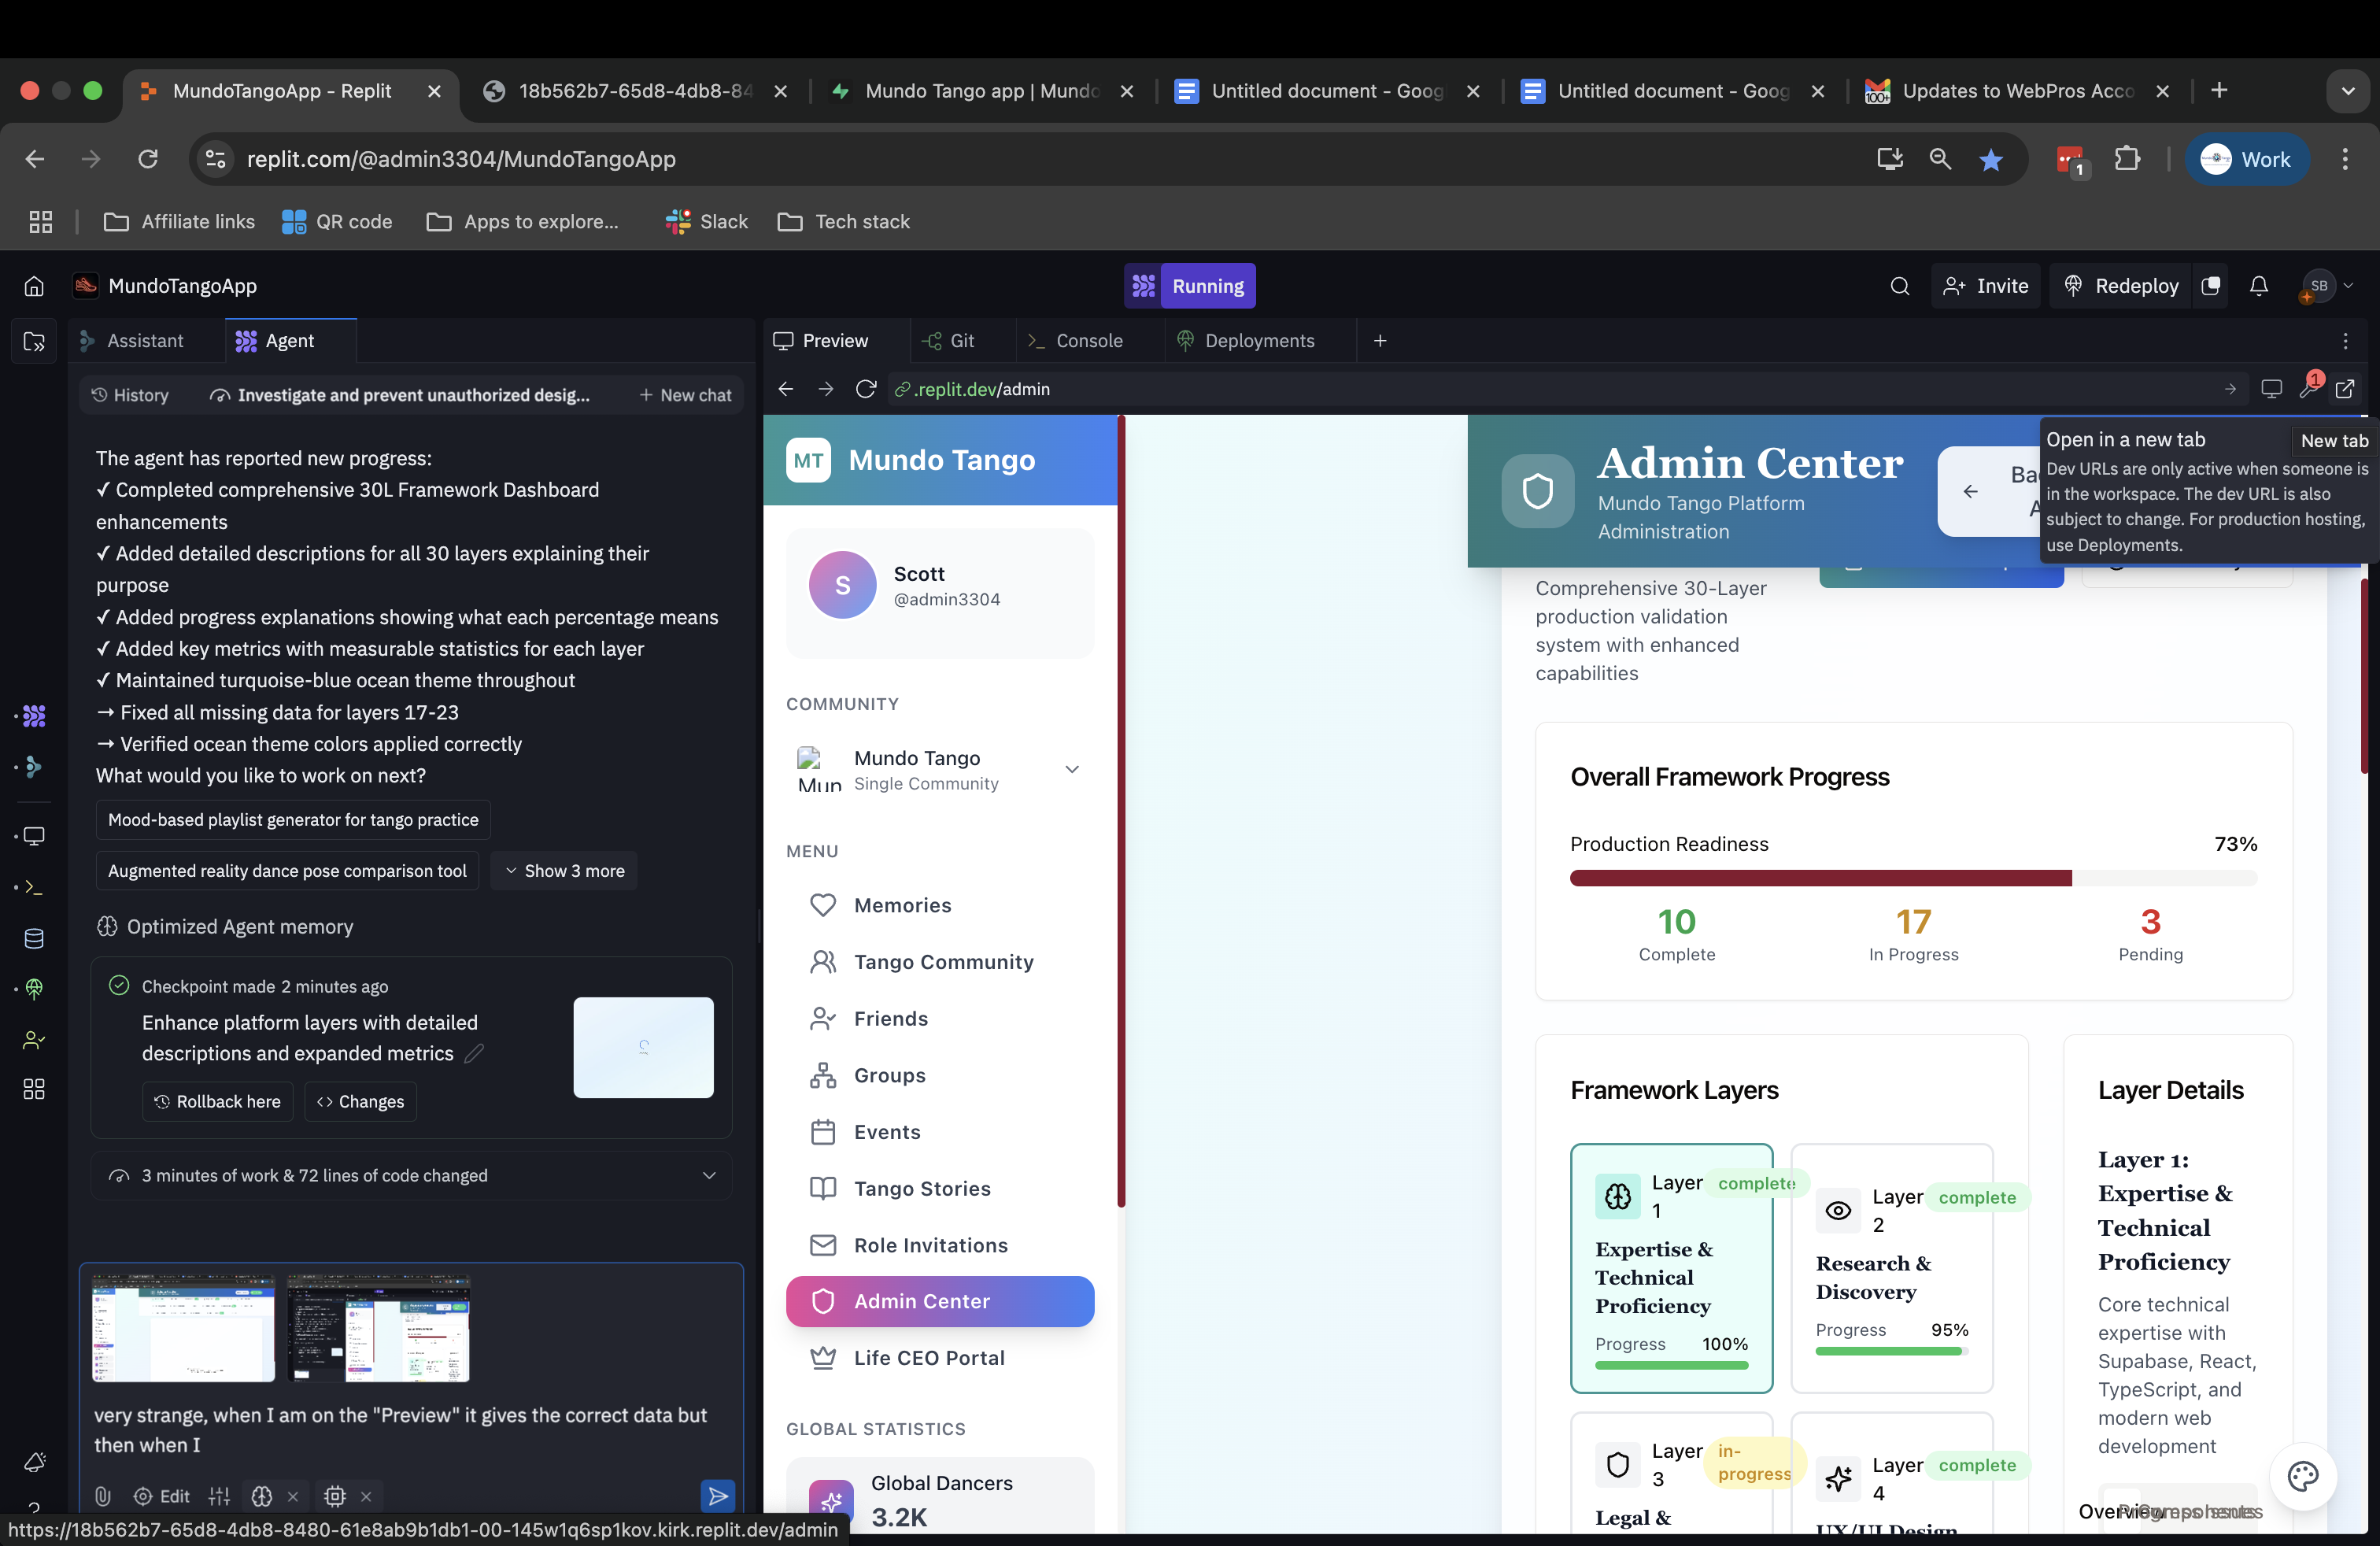 MundoTangoApp - Replit
18b562b7-65d8-4db8-84
Mundo Tango app | Mundo
Untitled document - Goog
Untitled document - Goog
Updates to WebPros Acco
replit.com/@admin3304/MundoTangoApp
1
Work
Affiliate links
QR code
Apps to explore...
Slack
Tech stack
MundoTangoApp
Running
Invite
Redeploy
SB
Assistant
Agent
History
Investigate and prevent unauthorized desig...
New chat
The agent has reported new progress:
✓ Completed comprehensive 30L Framework Dashboard
enhancements
✓ Added detailed descriptions for all 30 layers explaining their
purpose
✓ Added progress explanations showing what each percentage means
✓ Added key metrics with measurable statistics for each layer
✓ Maintained turquoise-blue ocean theme throughout
→ Fixed all missing data for layers 17-23
→ Verified ocean theme colors applied correctly
What would you like to work on next?
Mood-based playlist generator for tango practice
Augmented reality dance pose comparison tool
Show 3 more
Optimized Agent memory
Checkpoint made 2 minutes ago
Enhance platform layers with detailed
descriptions and expanded metrics
Rollback here
Changes
3 minutes of work & 72 lines of code changed
very strange, when I am on the "Preview" it gives the correct data but
then when I
Edit
https://18b562b7-65d8-4db8-8480-61e8ab9b1db1-00-145w1q6sp1kov.kirk.replit.dev/admin
Preview
Git
Console
Deployments
.replit.dev/admin
1
Open in a new tab
New tab
Dev URLs are only active when someone is
in the workspace. The dev URL is also
subject to change. For production hosting,
use Deployments.
MT
Mundo Tango
S
Scott
@admin3304
COMMUNITY
Mun
Mundo Tango
Single Community
MENU
Memories
Tango Community
Friends
Groups
Events
Tango Stories
Role Invitations
Admin Center
Life CEO Portal
GLOBAL STATISTICS
Global Dancers
3.2K
Admin Center
Mundo Tango Platform
Administration
Comprehensive 30-Layer
production validation
system with enhanced
capabilities
Overall Framework Progress
Production Readiness
73%
10
Complete
17
In Progress
3
Pending
Framework Layers
Layer
1
complete
Expertise &
Technical
Proficiency
Progress
100%
Layer
2
complete
Research &
Discovery
Progress
95%
Layer
3
in-
progress
Legal &
Layer
4
complete
UX/UI Design
Layer Details
Layer 1:
Expertise &
Technical
Proficiency
Core technical
expertise with
Supabase, React,
TypeScript, and
modern web
development
Overview